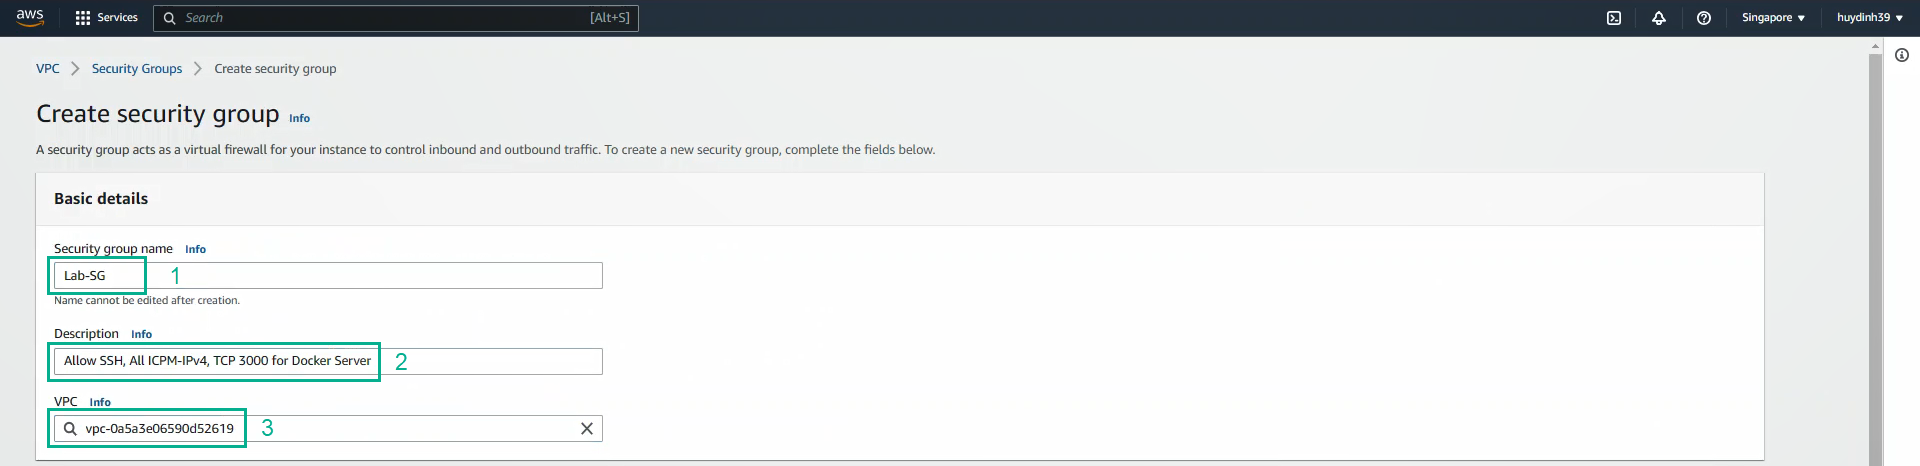 aws Services Search [Alt+S] Singapore huydinh39
VPC Security Groups Create security group
Create security group Info
A security group acts as a virtual firewall for your instance to control inbound and outbound traffic. To create a new security group, complete the fields below.
Basic details
Security group name Info
Lab-SG 1
Name cannot be edited after creation.
Description Info
Allow SSH, All ICPM-IPv4, TCP 3000 for Docker Server 2
VPC Info
vpc-0a5a3e06590d52619 3